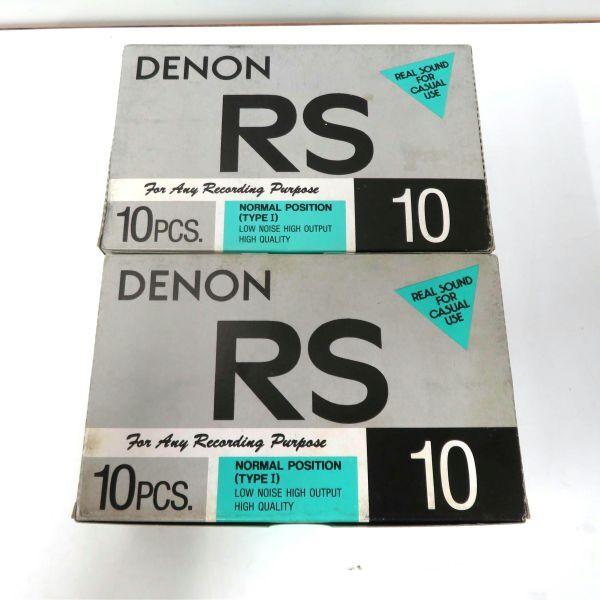 DENON
REAL SOUND
FOR
CASUAL
USE
RS
For Any Recording Purpose
10PCS.
NORMAL POSITION
(TYPE I)
LOW NOISE HIGH OUTPUT
HIGH QUALITY
10
DENON
REAL SOUND
FOR
CASUAL
USE
RS
For Any Recording Purpose
10PCS.
NORMAL POSITION
(TYPE I)
LOW NOISE HIGH OUTPUT
HIGH QUALITY
10